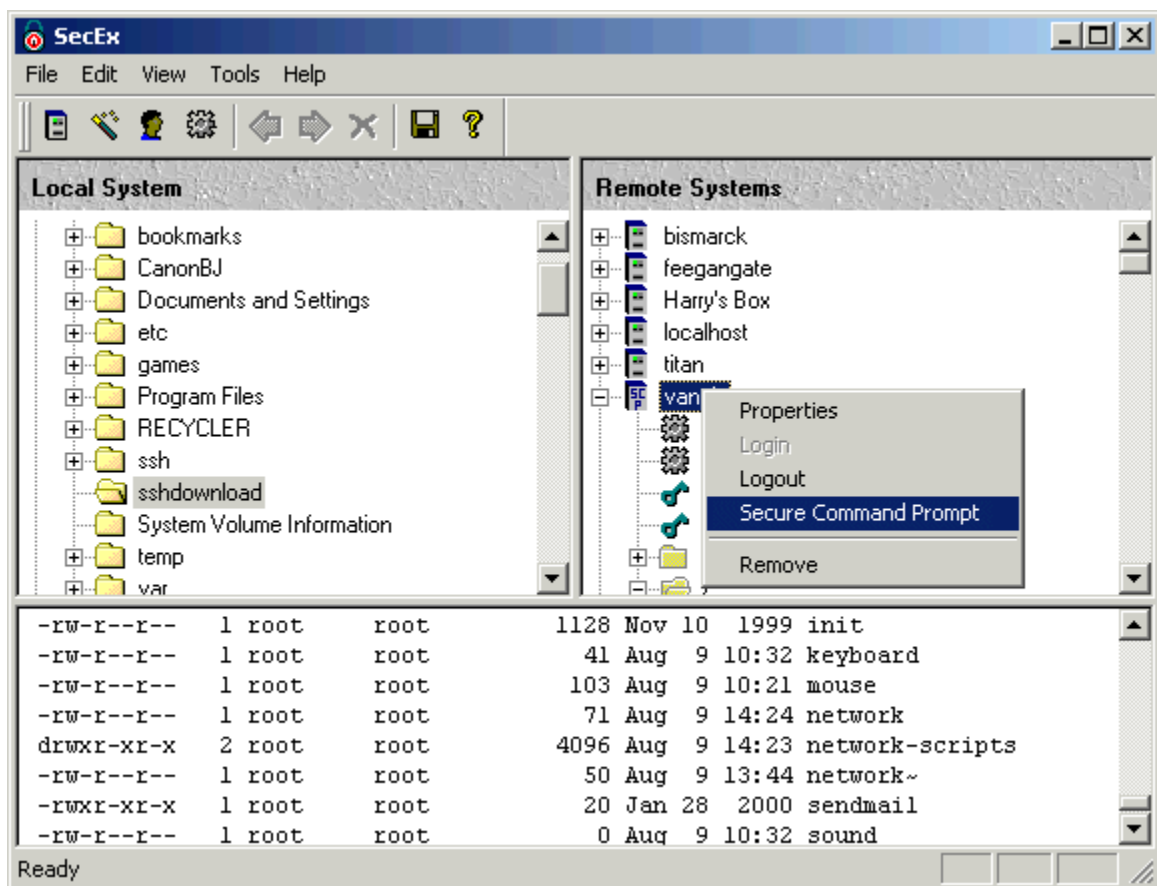 SecEx
File Edit View Tools Help
Local System
bookmarks
CanonBJ
Documents and Settings
etc
games
Program Files
RECYCLER
ssh
sshdownload
System Volume Information
temp
var
Remote Systems
bismarck
feegangate
Harry's Box
localhost
titan
SCP
Properties
Login
Logout
Secure Command Prompt
Remove
-rw-r--r-- 1 root root 1128 Nov 10 1999 init
-rw-r--r-- 1 root root 41 Aug 9 10:32 keyboard
-rw-r--r-- 1 root root 103 Aug 9 10:21 mouse
-rw-r--r-- 1 root root 71 Aug 9 14:24 network
drwxr-xr-x 2 root root 4096 Aug 9 14:23 network-scripts
-rw-r--r-- 1 root root 50 Aug 9 13:44 network~
-rwxr-xr-x 1 root root 20 Jan 28 2000 sendmail
-rw-r--r-- 1 root root 0 Aug 9 10:32 sound
Ready